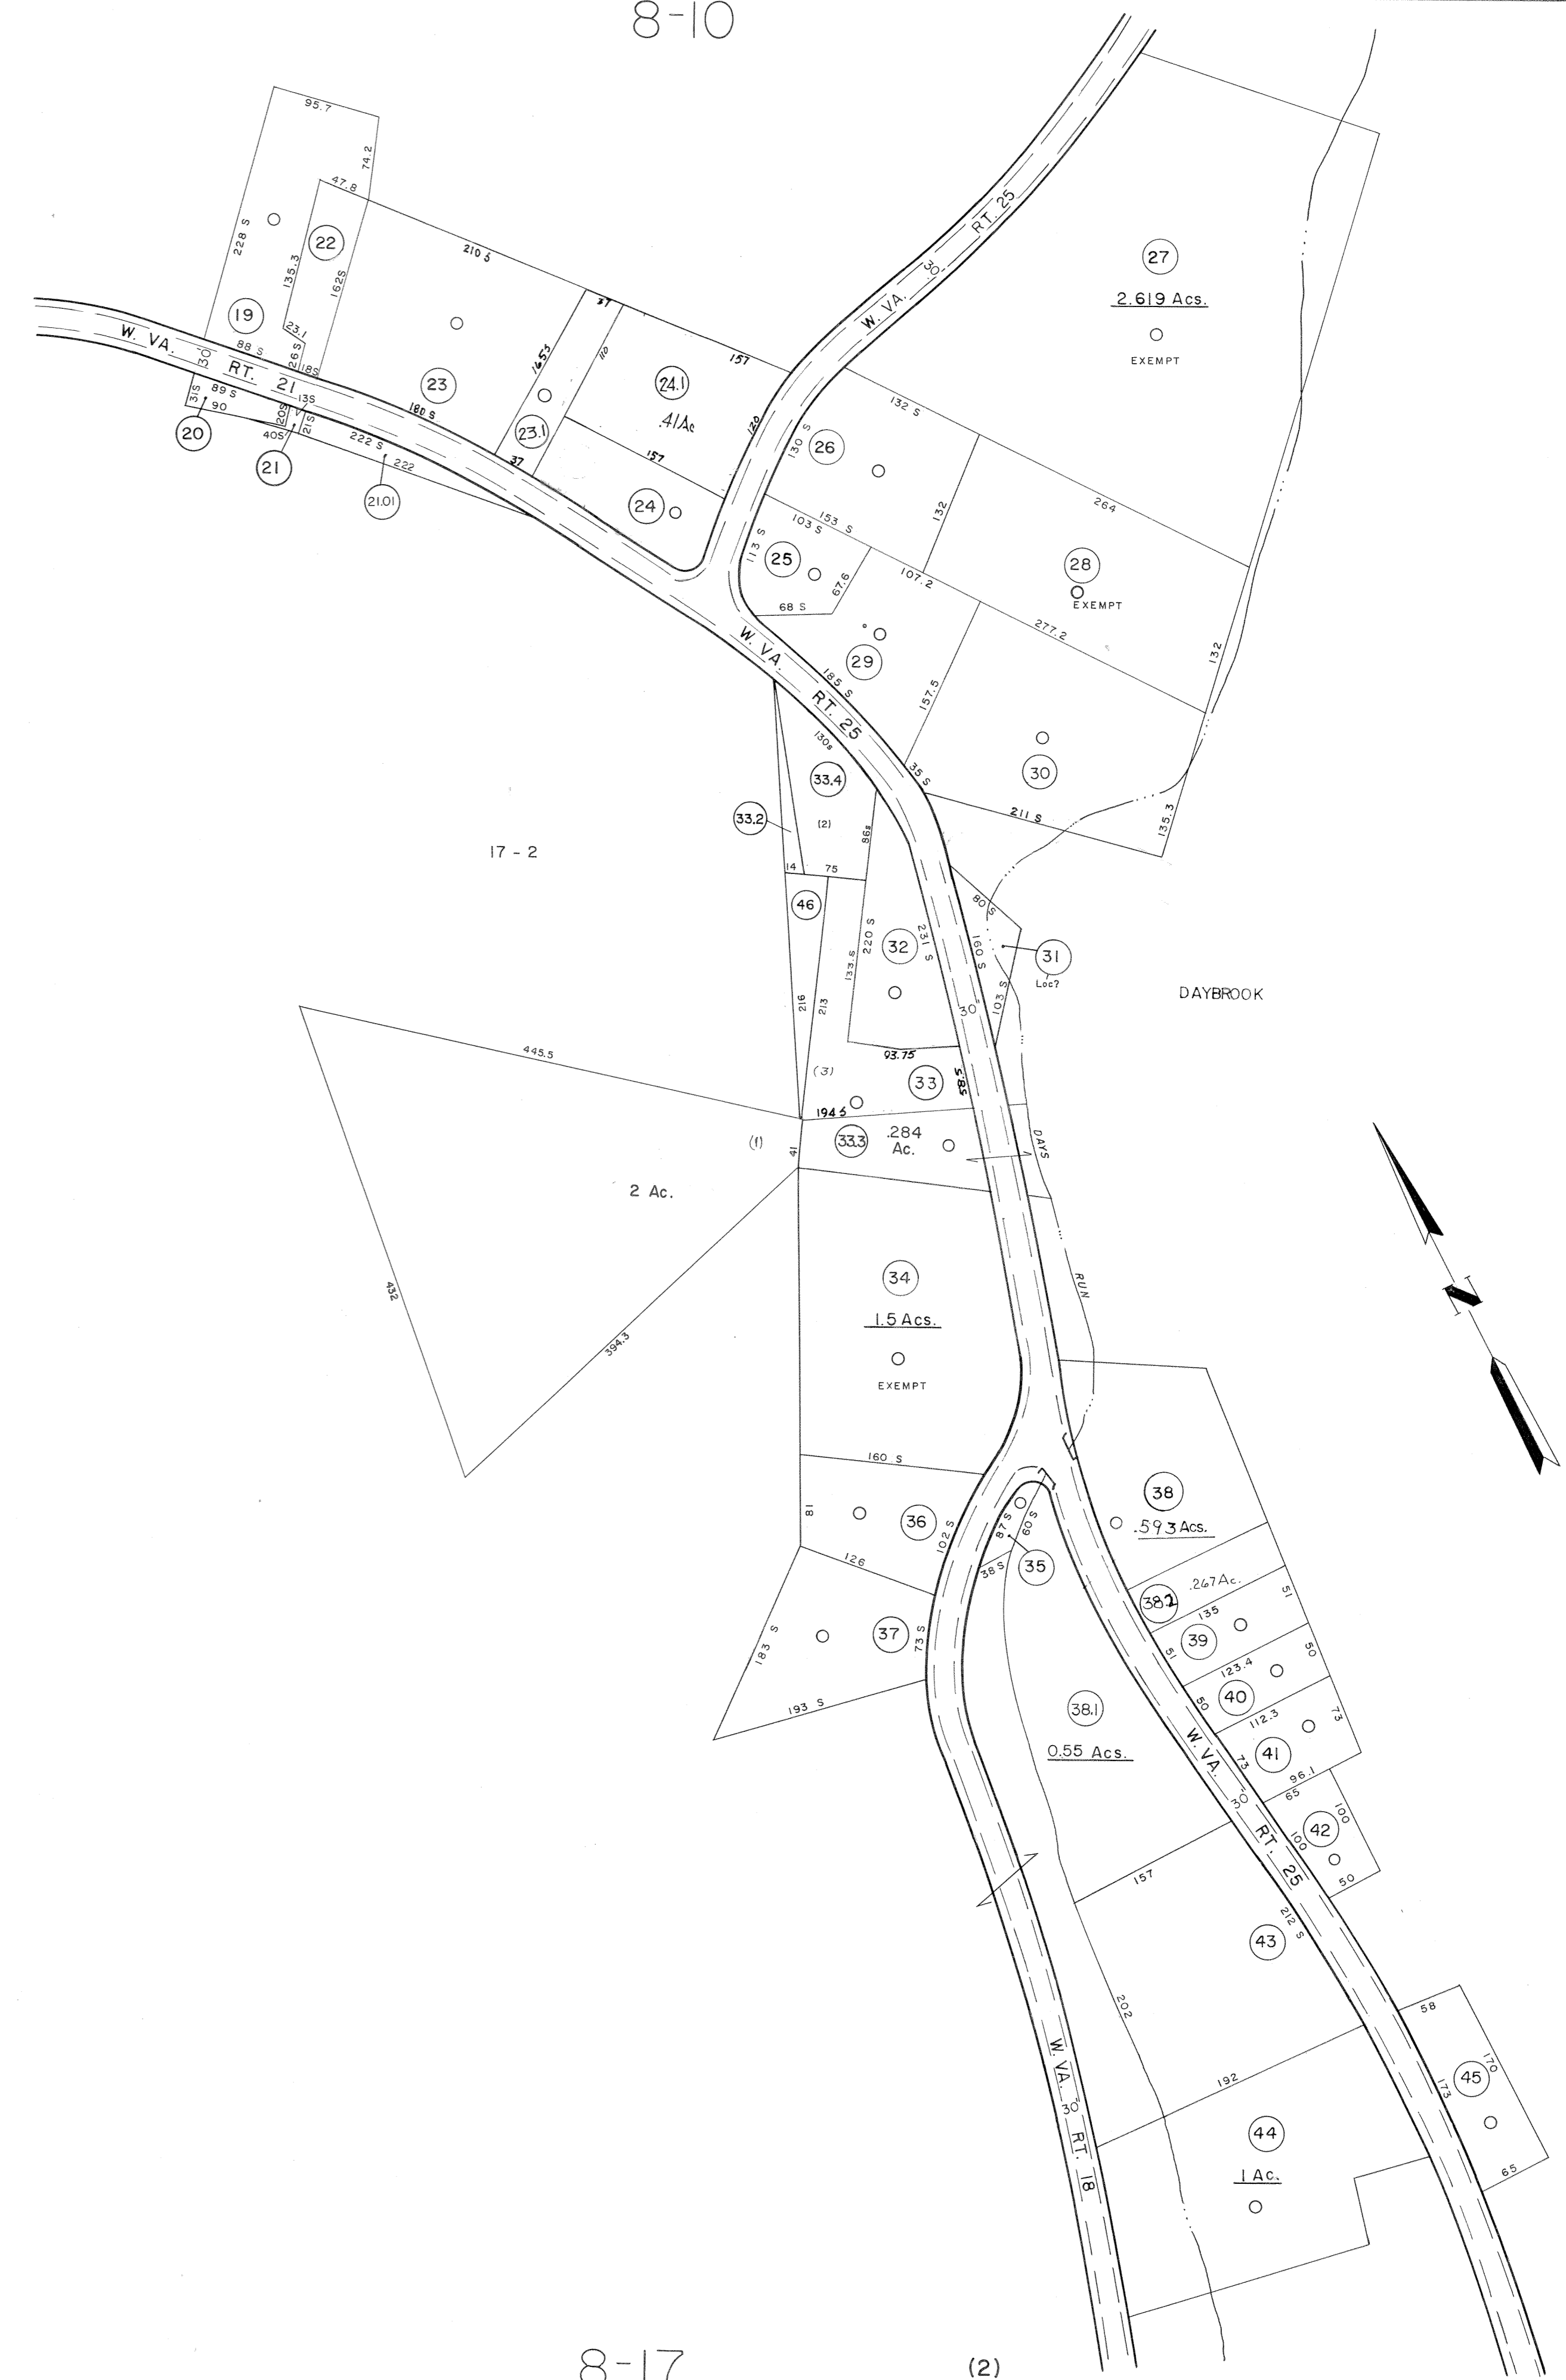 8-10
95.7
74.2
47.8
228 S
22
135.3
162S
19
23.1
88 S
26S
18S
W. VA. 30' RT. 21
31S
89 S
90
20
20S
13S
V
21S
40S
21
222 S
222
21.01
210 S
23
180 S
165S
23.1
37
37
110
157
24.1
.41 Ac
120
157
24
W. VA. 30' RT. 25
27
2.619 Acs.
EXEMPT
132 S
130 S
26
132
264
153 S
103 S
113 S
25
67.6
68 S
107.2
28
EXEMPT
277.2
132
29
185 S
157.5
W. VA. RT. 25
35 S
30
211 S
135.3
130s
33.4
33.2
(2)
86s
14
75
46
17 - 2
220 S
32
231 S
133.S
216
213
80 S
160 S
31
Loc?
103 S
30'
DAYBROOK
93.75
(3)
33
58.5
194 S
445.5
(1)
41
33.3
.284
Ac.
DAYS
2 Ac.
432
394.3
34
1.5 Acs.
EXEMPT
RUN
N
160 S
81
36
102 S
126
87 S
60 S
35
38 S
38
.593 Acs.
38.2
.267 Ac.
135
51
39
51
123.4
50
40
50
112.3
73
41
73
96.1
37
73 S
183 S
193 S
38.1
0.55 Acs.
W. VA. 30' RT. 25
65
100
42
100
50
157
212 S
43
202
58
170
45
173
65
192
44
1 Ac.
W. VA. 30' RT. 18
8-17
(2)